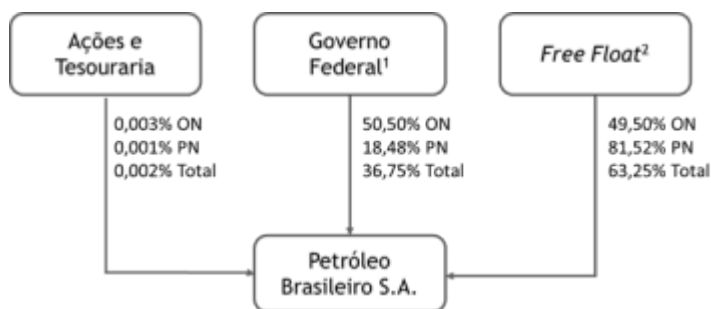 Ações e
Tesouraria
Governo
Federal¹
Free Float²
0,003% ON
0,001% PN
0,002% Total
50,50% ON
18,48% PN
36,75% Total
49,50% ON
81,52% PN
63,25% Total
Petróleo
Brasileiro S.A.